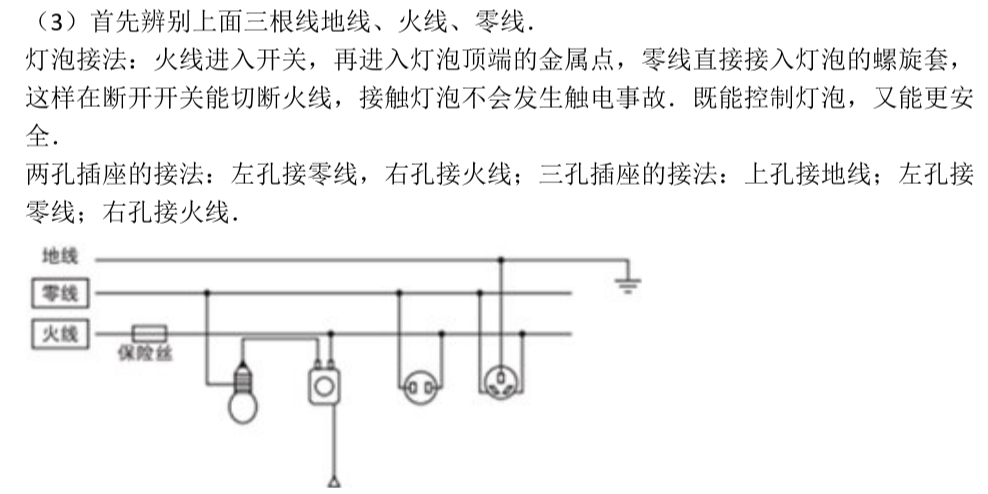 （3）首先辨别上面三根线地线、火线、零线．
灯泡接法：火线进入开关，再进入灯泡顶端的金属点，零线直接接入灯泡的螺旋套，
这样在断开开关能切断火线，接触灯泡不会发生触电事故．既能控制灯泡，又能更安
全．
两孔插座的接法：左孔接零线，右孔接火线；三孔插座的接法：上孔接地线；左孔接
零线；右孔接火线．
地线
零线
火线
保险丝